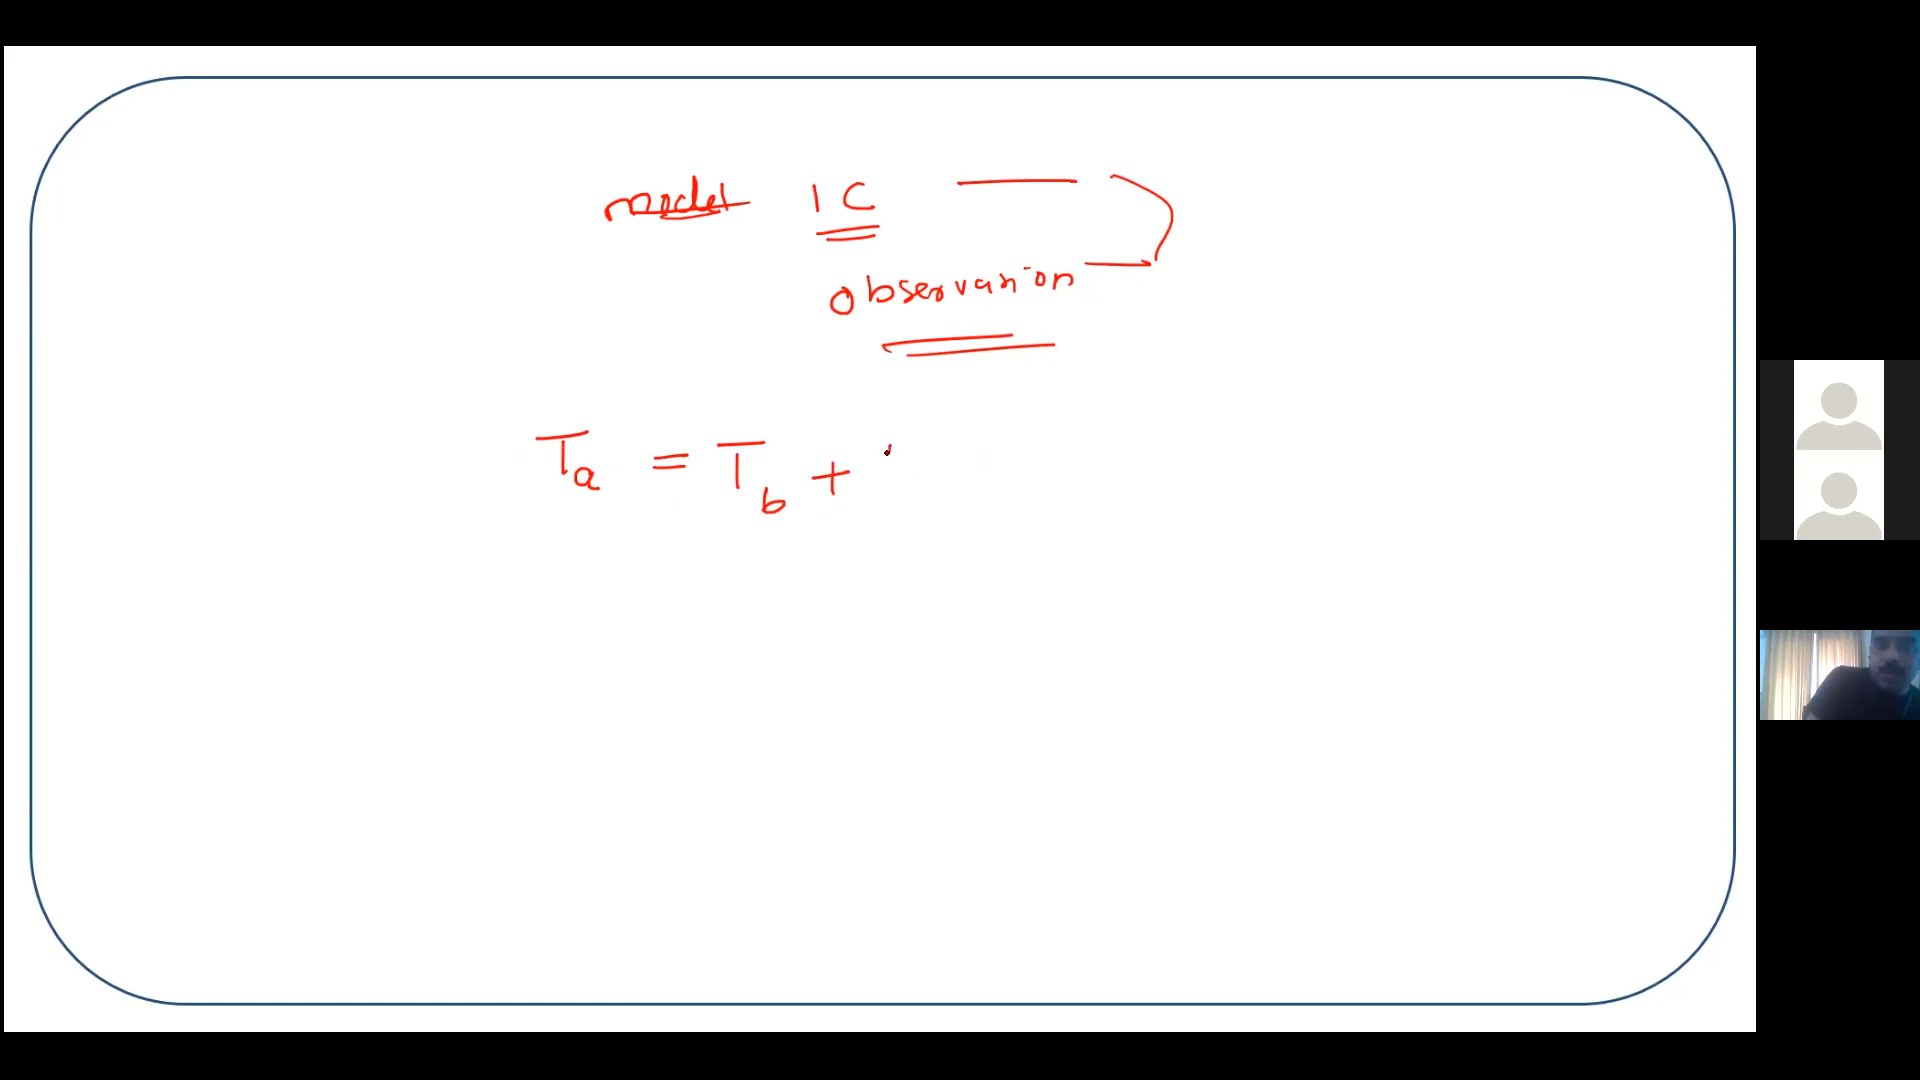 model IC
observation
Ta = Tb +